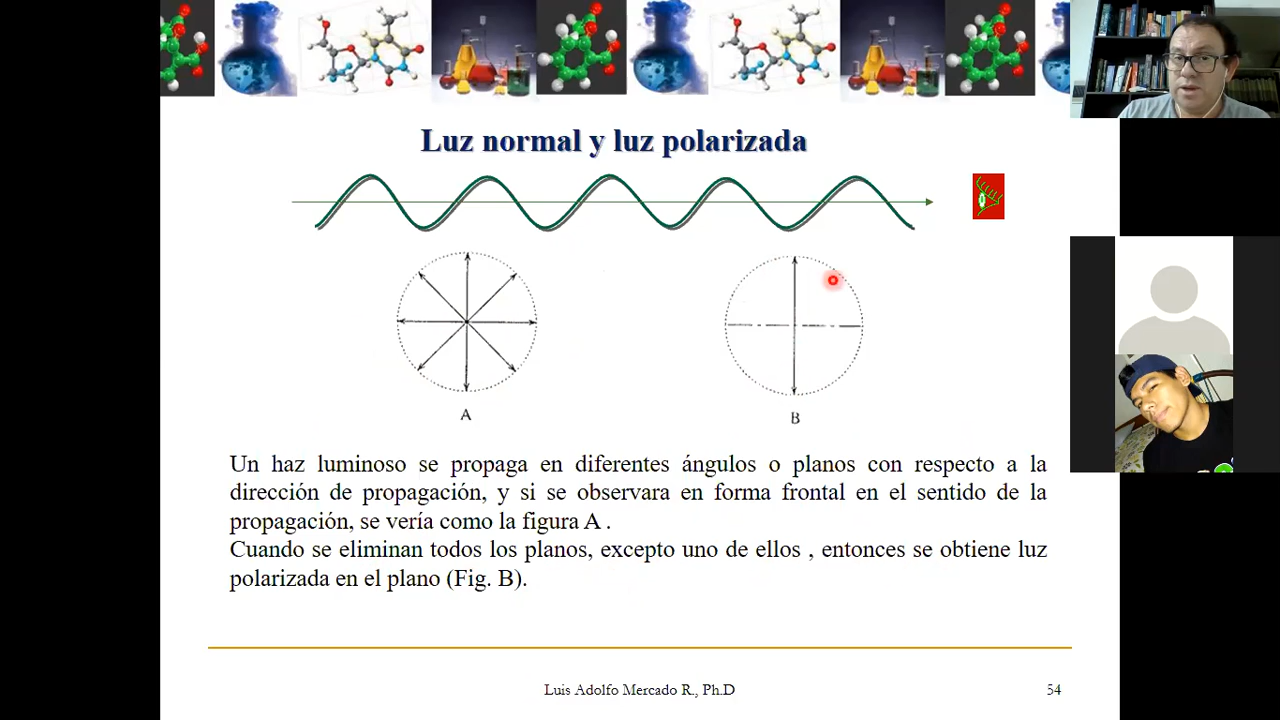 Luz normal y luz polarizada
A
B
Un haz luminoso se propaga en diferentes ángulos o planos con respecto a la
dirección de propagación, y si se observara en forma frontal en el sentido de la
propagación, se vería como la figura A .
Cuando se eliminan todos los planos, excepto uno de ellos , entonces se obtiene luz
polarizada en el plano (Fig. B).
Luis Adolfo Mercado R., Ph.D
54